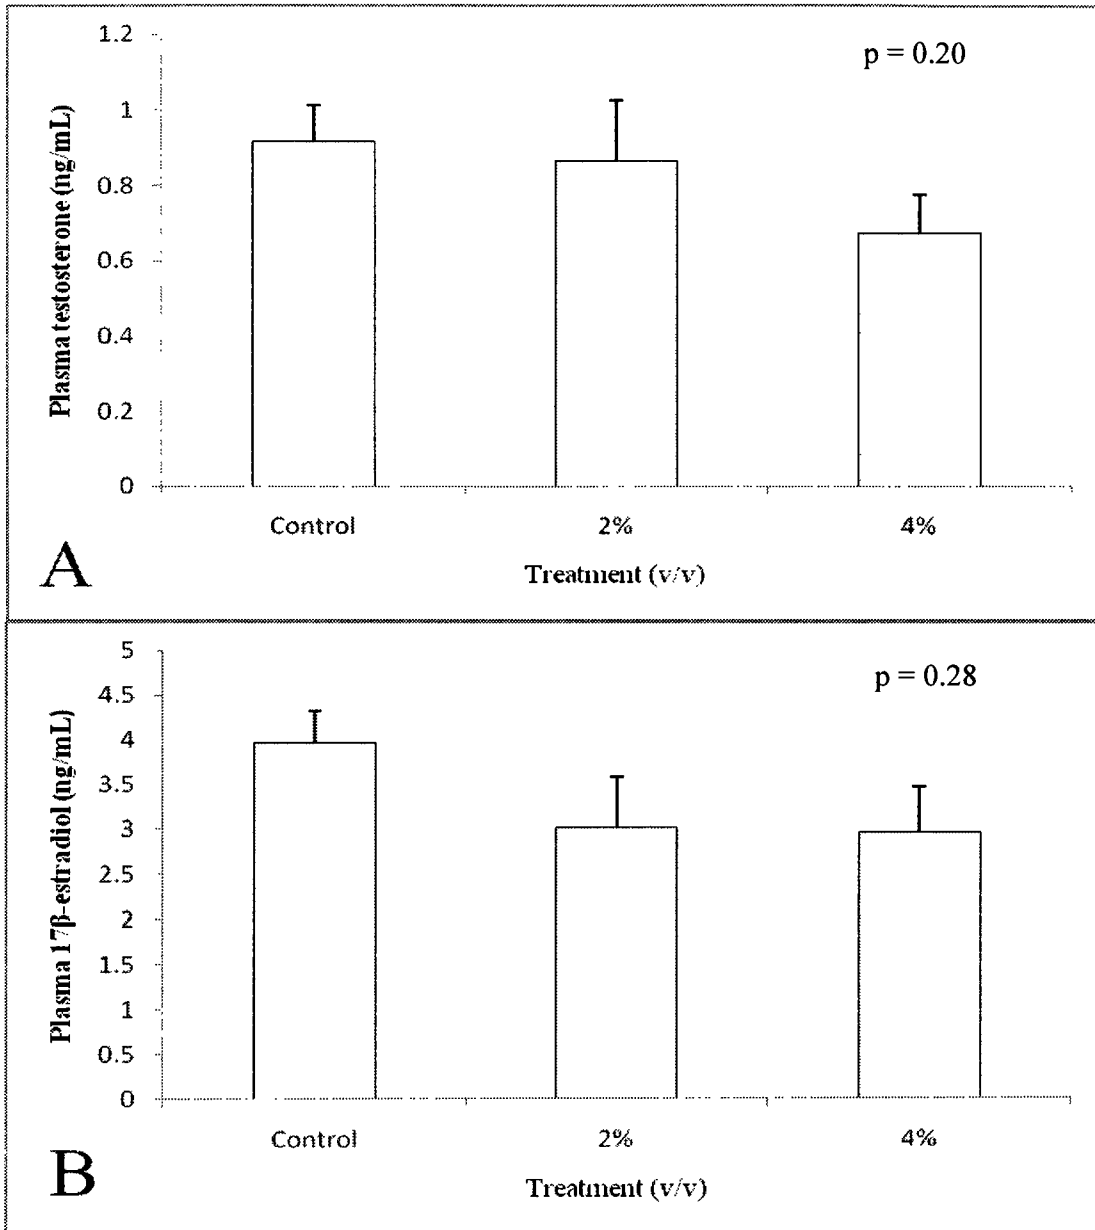 1.2
p = 0.20
1
0.8
0.6
0.4
0.2
0
Plasma testosterone (ng/mL)
Control 2% 4%
A
Treatment (v/v)
5
p = 0.28
4.5
4
3.5
3
2.5
2
1.5
1
0.5
0
Plasma 17β-estradiol (ng/mL)
Control 2% 4%
B
Treatment (v/v)